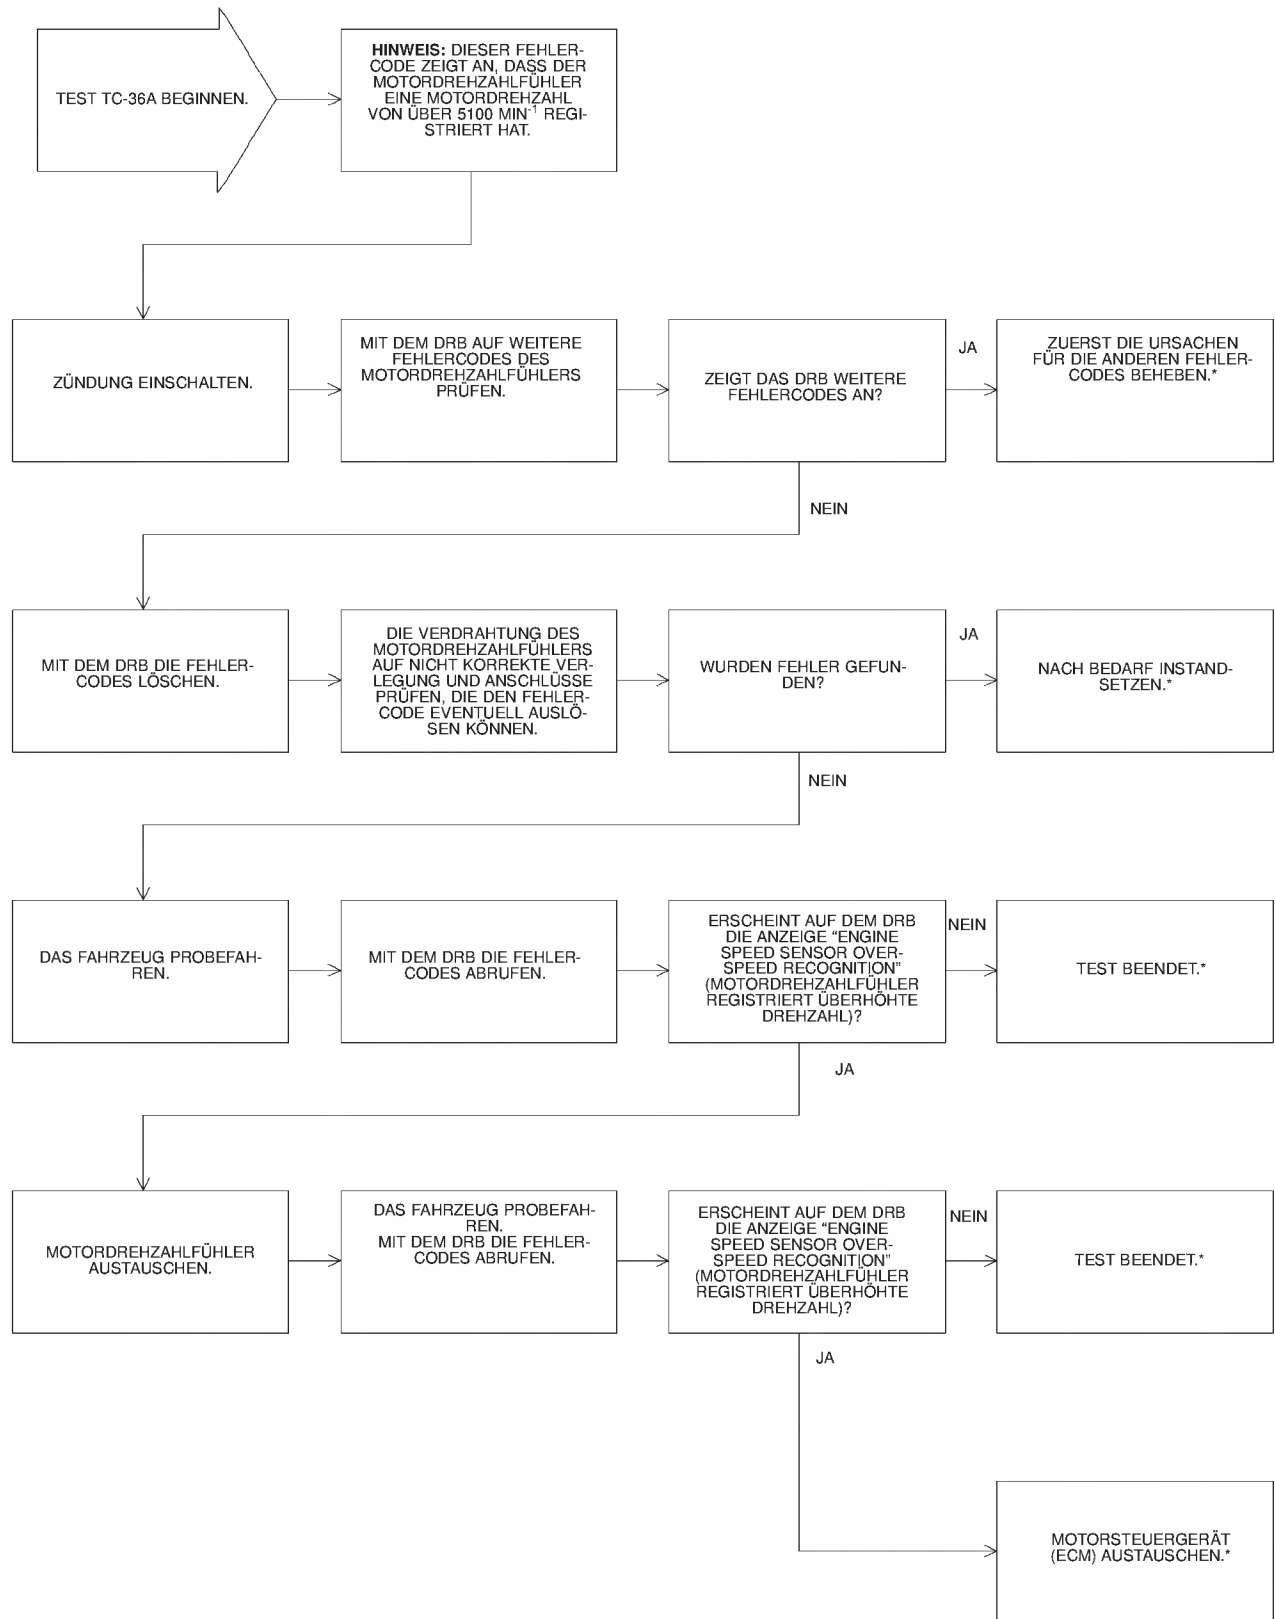 TEST TC-36A BEGINNEN.
HINWEIS: DIESER FEHLER-
CODE ZEIGT AN, DASS DER
MOTORDREHZAHLFÜHLER
EINE MOTORDREHZAHL
VON ÜBER 5100 MIN⁻¹ REGI-
STRIERT HAT.
ZÜNDUNG EINSCHALTEN.
MIT DEM DRB AUF WEITERE
FEHLERCODES DES
MOTORDREHZAHLFÜHLERS
PRÜFEN.
ZEIGT DAS DRB WEITERE
FEHLERCODES AN?
JA
ZUERST DIE URSACHEN
FÜR DIE ANDEREN FEHLER-
CODES BEHEBEN.*
NEIN
MIT DEM DRB DIE FEHLER-
CODES LÖSCHEN.
DIE VERDRAHTUNG DES
MOTORDREHZAHLFÜHLERS
AUF NICHT KORREKTE VER-
LEGUNG UND ANSCHLÜSSE
PRÜFEN, DIE DEN FEHLER-
CODE EVENTUELL AUSLÖ-
SEN KÖNNEN.
WURDEN FEHLER GEFUN-
DEN?
JA
NACH BEDARF INSTAND-
SETZEN.*
NEIN
DAS FAHRZEUG PROBEFAH-
REN.
MIT DEM DRB DIE FEHLER-
CODES ABRUFEN.
ERSCHEINT AUF DEM DRB
DIE ANZEIGE “ENGINE
SPEED SENSOR OVER-
SPEED RECOGNITION”
(MOTORDREHZAHLFÜHLER
REGISTRIERT ÜBERHÖHTE
DREHZAHL)?
NEIN
TEST BEENDET.*
JA
MOTORDREHZAHLFÜHLER
AUSTAUSCHEN.
DAS FAHRZEUG PROBEFAH-
REN.
MIT DEM DRB DIE FEHLER-
CODES ABRUFEN.
ERSCHEINT AUF DEM DRB
DIE ANZEIGE “ENGINE
SPEED SENSOR OVER-
SPEED RECOGNITION”
(MOTORDREHZAHLFÜHLER
REGISTRIERT ÜBERHÖHTE
DREHZAHL)?
NEIN
TEST BEENDET.*
JA
MOTORSTEUERGERÄT
(ECM) AUSTAUSCHEN.*